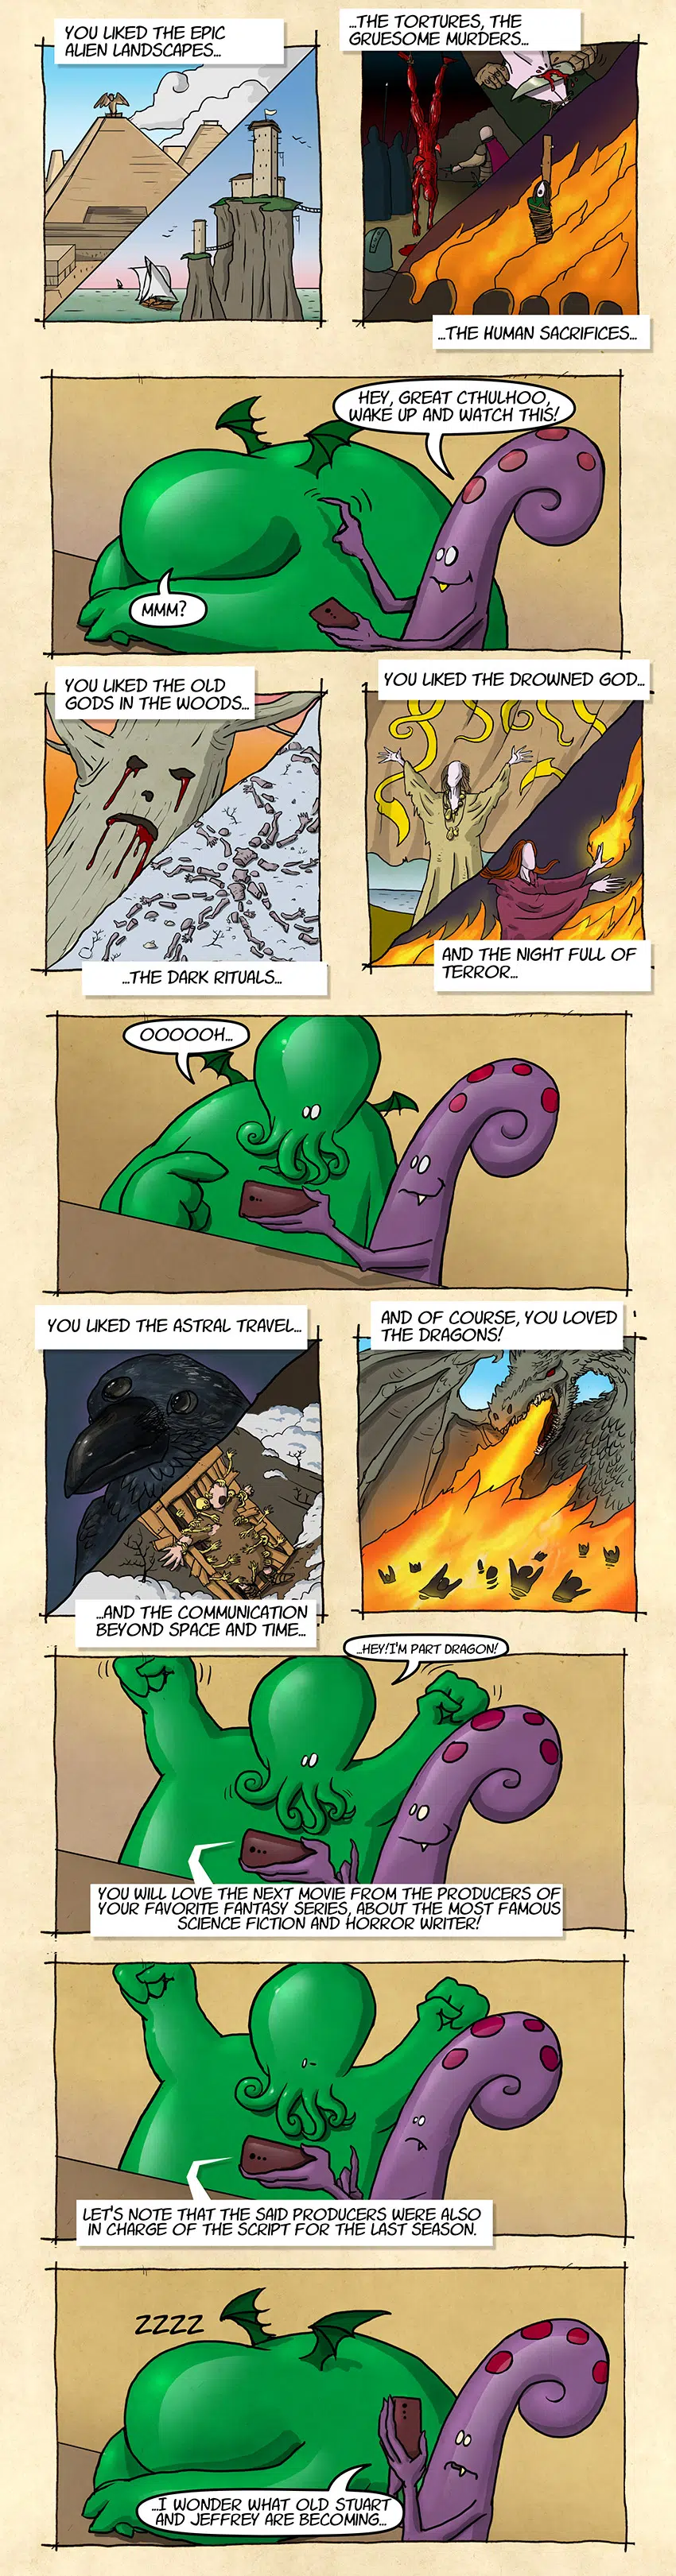 YOU LIKED THE EPIC
ALIEN LANDSCAPES...
...THE TORTURES, THE
GRUESOME MURDERS...
...THE HUMAN SACRIFICES...
HEY, GREAT CTHULHOO,
WAKE UP AND WATCH THIS!
MMM?
YOU LIKED THE OLD
GODS IN THE WOODS...
...THE DARK RITUALS...
YOU LIKED THE DROWNED GOD...
AND THE NIGHT FULL OF
TERROR...
OOOOOH...
YOU LIKED THE ASTRAL TRAVEL...
...AND THE COMMUNICATION
BEYOND SPACE AND TIME...
AND OF COURSE, YOU LOVED
THE DRAGONS!
...HEY! I'M PART DRAGON!
YOU WILL LOVE THE NEXT MOVIE FROM THE PRODUCERS OF
YOUR FAVORITE FANTASY SERIES, ABOUT THE MOST FAMOUS
SCIENCE FICTION AND HORROR WRITER!
LET'S NOTE THAT THE SAID PRODUCERS WERE ALSO
IN CHARGE OF THE SCRIPT FOR THE LAST SEASON.
ZZZZ
...I WONDER WHAT OLD STUART
AND JEFFREY ARE BECOMING...